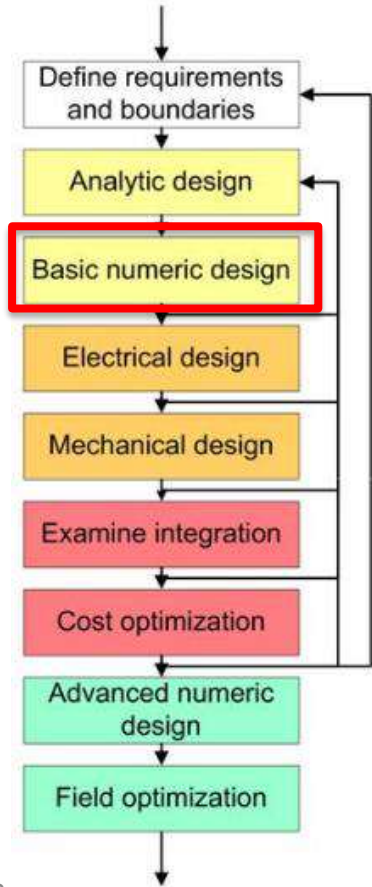 Define requirements
and boundaries
Analytic design
Basic numeric design
Electrical design
Mechanical design
Examine integration
Cost optimization
Advanced numeric
design
Field optimization